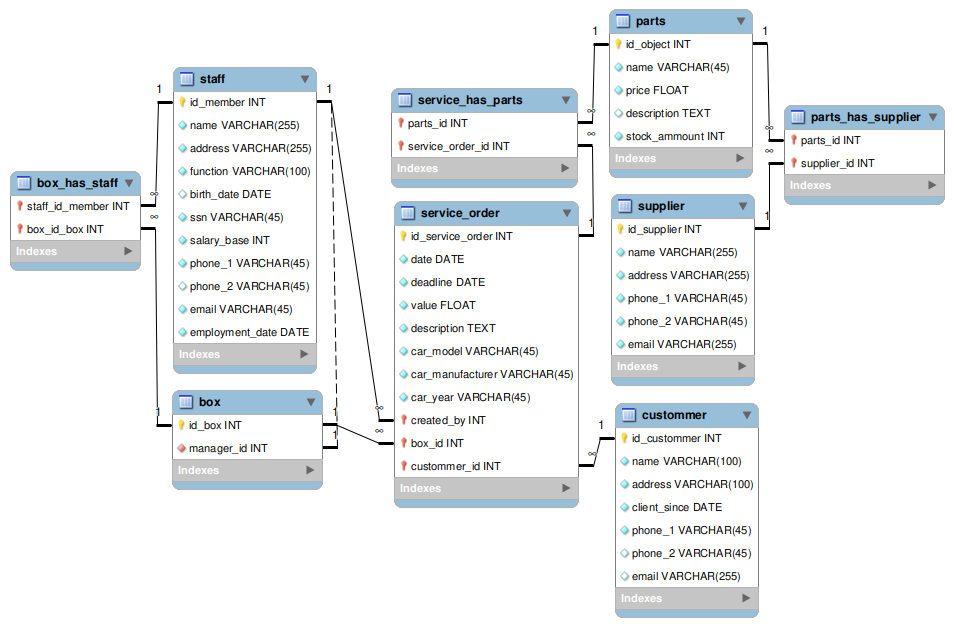 box_has_staff
staff_id_member INT
box_id_box INT
Indexes
1
∞
∞
1
staff
id_member INT
name VARCHAR(255)
address VARCHAR(255)
function VARCHAR(100)
birth_date DATE
ssn VARCHAR(45)
salary_base INT
phone_1 VARCHAR(45)
phone_2 VARCHAR(45)
email VARCHAR(45)
employment_date DATE
Indexes
1
box
id_box INT
manager_id INT
Indexes
1
1
service_has_parts
parts_id INT
service_order_id INT
Indexes
1
∞
∞
1
service_order
id_service_order INT
date DATE
deadline DATE
value FLOAT
description TEXT
car_model VARCHAR(45)
car_manufacturer VARCHAR(45)
car_year VARCHAR(45)
created_by INT
box_id INT
custommer_id INT
Indexes
∞
∞
1
∞
parts
id_object INT
name VARCHAR(45)
price FLOAT
description TEXT
stock_ammount INT
Indexes
1
∞
∞
1
supplier
id_supplier INT
name VARCHAR(255)
address VARCHAR(255)
phone_1 VARCHAR(45)
phone_2 VARCHAR(45)
email VARCHAR(255)
Indexes
custommer
id_custommer INT
name VARCHAR(100)
address VARCHAR(100)
client_since DATE
phone_1 VARCHAR(45)
phone_2 VARCHAR(45)
email VARCHAR(255)
Indexes
parts_has_supplier
parts_id INT
supplier_id INT
Indexes